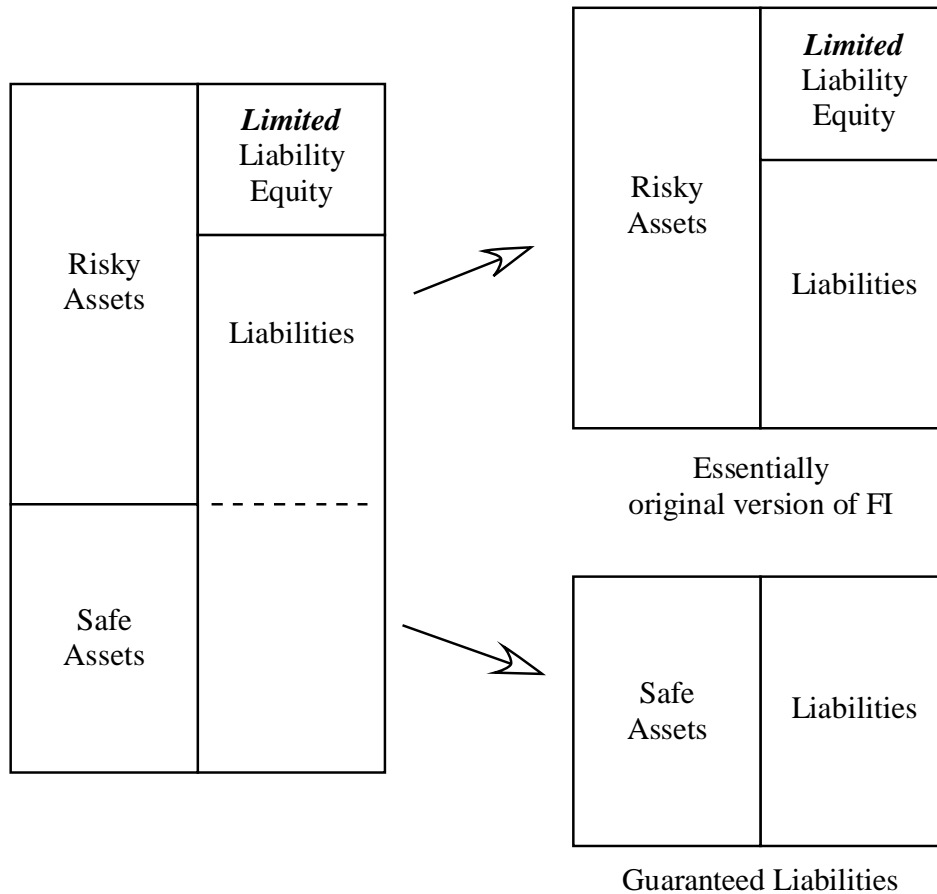 Limited
Liability
Equity
Risky
Assets
Liabilities
Safe
Assets
Limited
Liability
Equity
Risky
Assets
Liabilities
Essentially
original version of FI
Safe
Assets
Liabilities
Guaranteed Liabilities